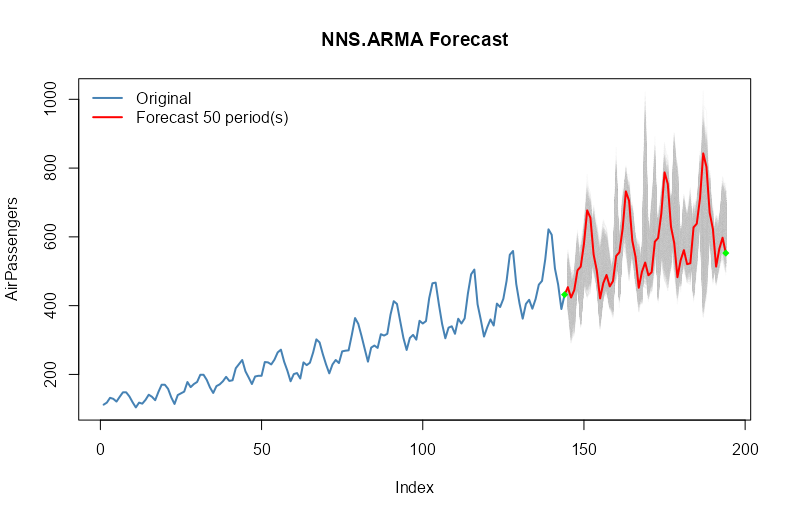 NNS.ARMA Forecast
Original
Forecast 50 period(s)
AirPassengers
1000
800
600
400
200
0 50 100 150 200
Index